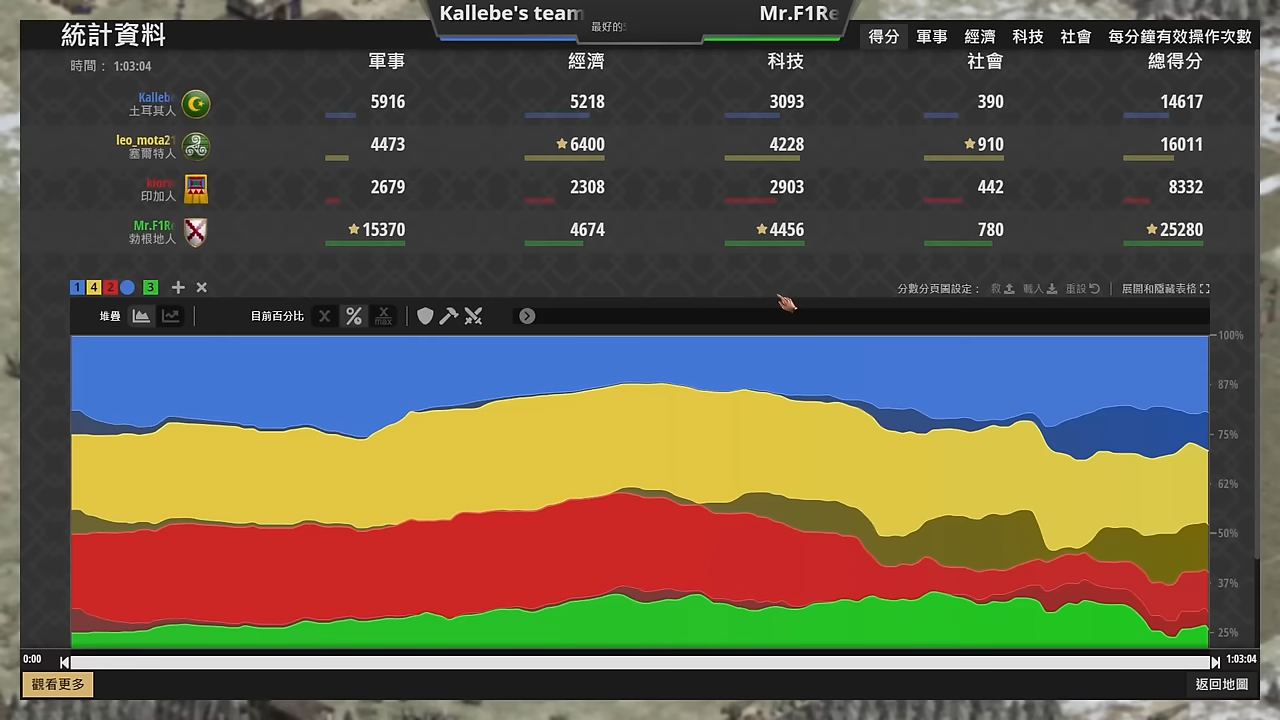 Kallebe's team
Mr.F1Re
最好的
統計資料
得分 軍事 經濟 科技 社會 每分鐘有效操作次數
時間： 1:03:04
軍事 經濟 科技 社會 總得分
Kallebe
土耳其人
5916 5218 3093 390 14617
leo_mota21
塞爾特人
4473 6400 4228 910 16011
印加人
2679 2308 2903 442 8332
Mr.F1Re
勃根地人
15370 4674 4456 780 25280
1 4 2 3
分數分頁圖設定： 重設 | 展開和隱藏表格
堆疊
目前百分比
X % X max
100%
87%
75%
62%
50%
37%
25%
0:00
1:03:04
觀看更多
返回地圖